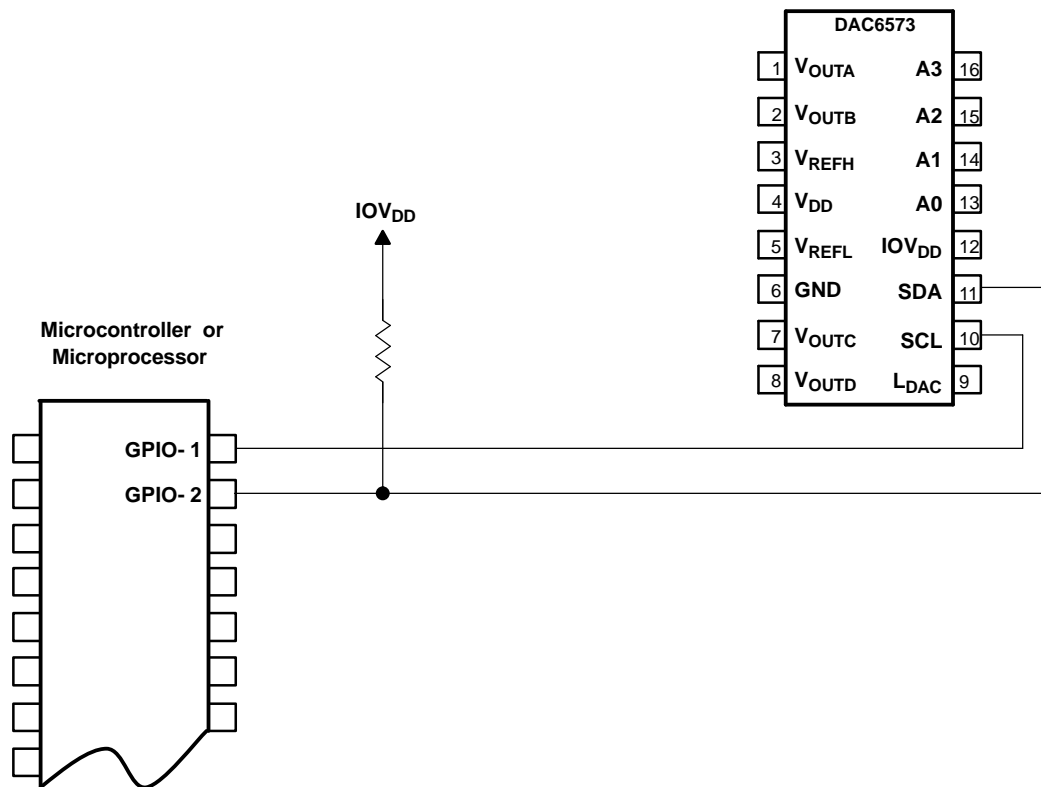 DAC6573
1 VOUTA A3 16
2 VOUTB A2 15
3 VREFH A1 14
4 VDD A0 13
5 VREFL IOVDD 12
6 GND SDA 11
7 VOUTC SCL 10
8 VOUTD LDAC 9
IOVDD
Microcontroller or
Microprocessor
GPIO- 1
GPIO- 2